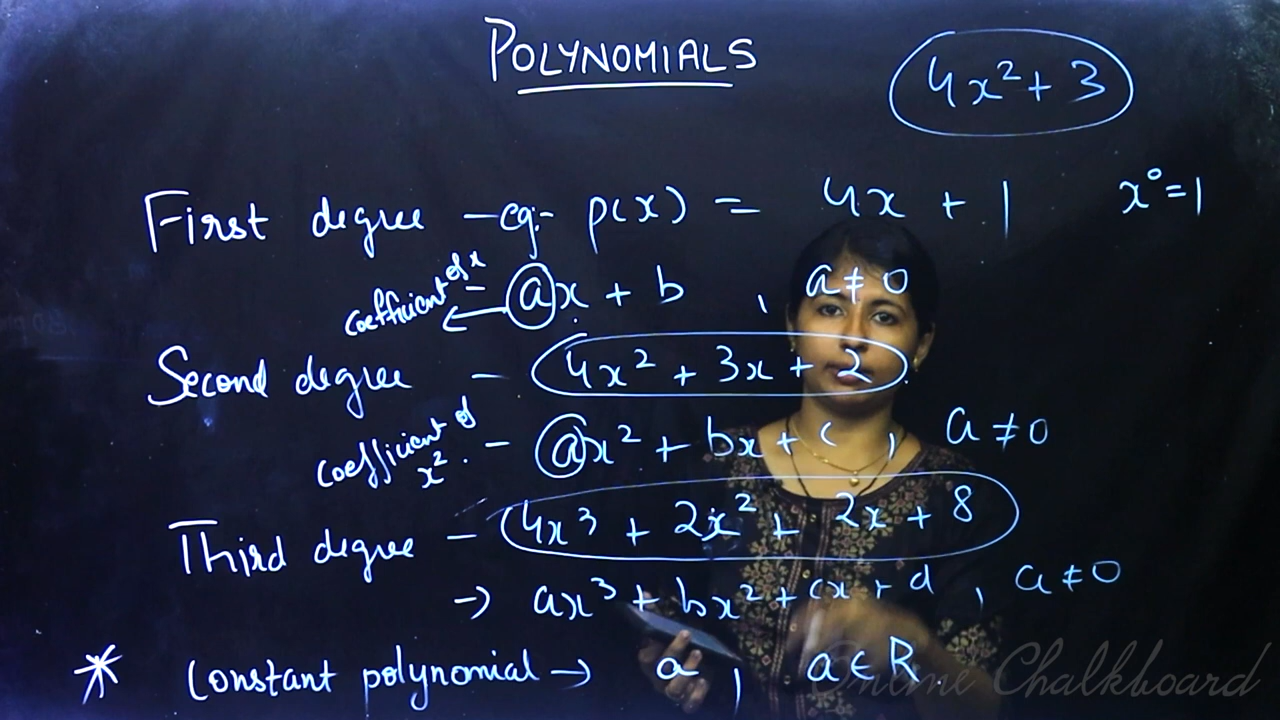 POLYNOMIALS
4x² + 3
First degree – eg:- p(x) = 4x + 1 x⁰ = 1
coefficient of x – ax + b , a ≠ 0
Second degree – 4x² + 3x + 2
coefficient of x² – ax² + bx + c , a ≠ 0
Third degree – 4x³ + 2x² + 2x + 8
→ ax³ + bx² + cx + d , a ≠ 0
* Constant polynomial → a , a ∈ R
Online Chalkboard